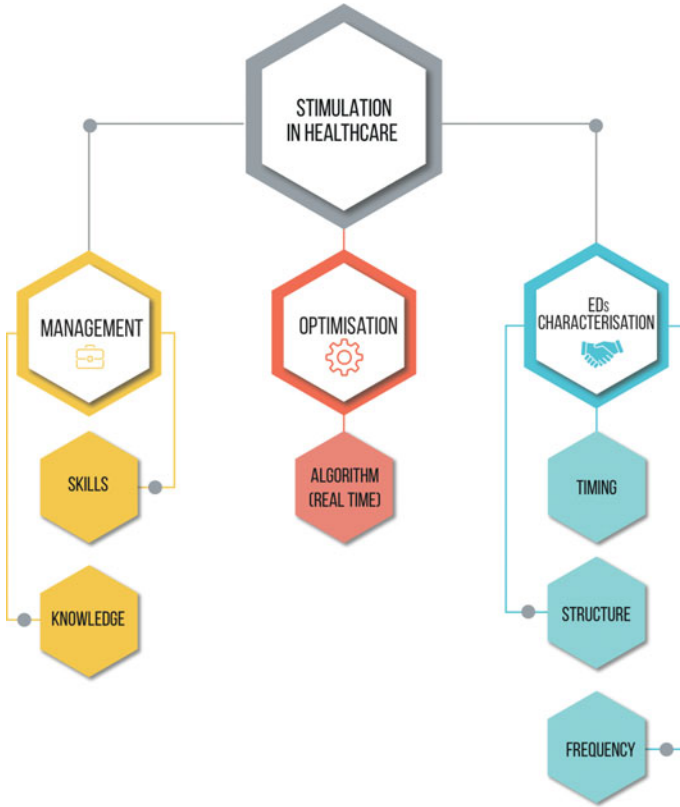 STIMULATION
IN HEALTHCARE
MANAGEMENT
OPTIMISATION
EDs
CHARACTERISATION
SKILLS
ALGORITHM
(REAL TIME)
TIMING
KNOWLEDGE
STRUCTURE
FREQUENCY